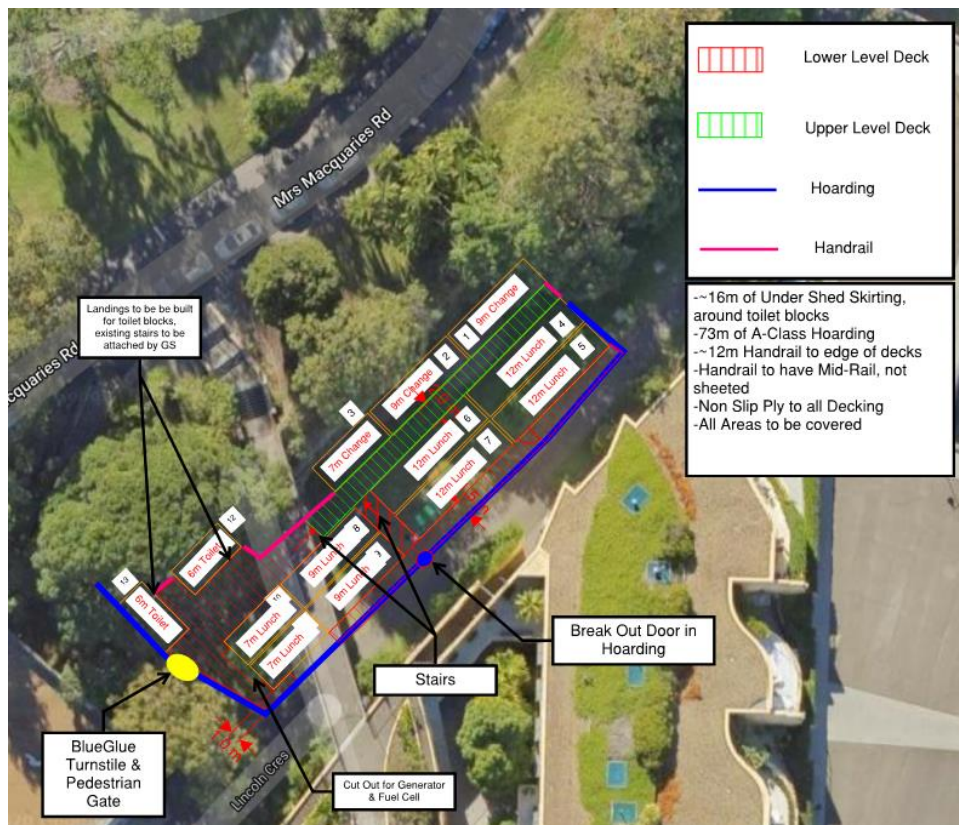 Lower Level Deck
Upper Level Deck
Hoarding
Handrail
-~16m of Under Shed Skirting,
around toilet blocks
-73m of A-Class Hoarding
-~12m Handrail to edge of decks
-Handrail to have Mid-Rail, not
sheeted
-Non Slip Ply to all Decking
-All Areas to be covered
Mrs Macquaries Rd
cquaries Rd
Landings to be be built
for toilet blocks,
existing stairs to be
attached by GS
9m Change
1
9m Change
2
7m Change
3
12m Lunch
4
12m Lunch
5
12m Lunch
6
12m Lunch
7
9m Lunch
8
9m Lunch
7m Lunch
7m Lunch
6m Toilet
12
6m Toilet
13
Stairs
Break Out Door in
Hoarding
BlueGlue
Turnstile &
Pedestrian
Gate
Cut Out for Generator
& Fuel Cell
Lincoln Cres